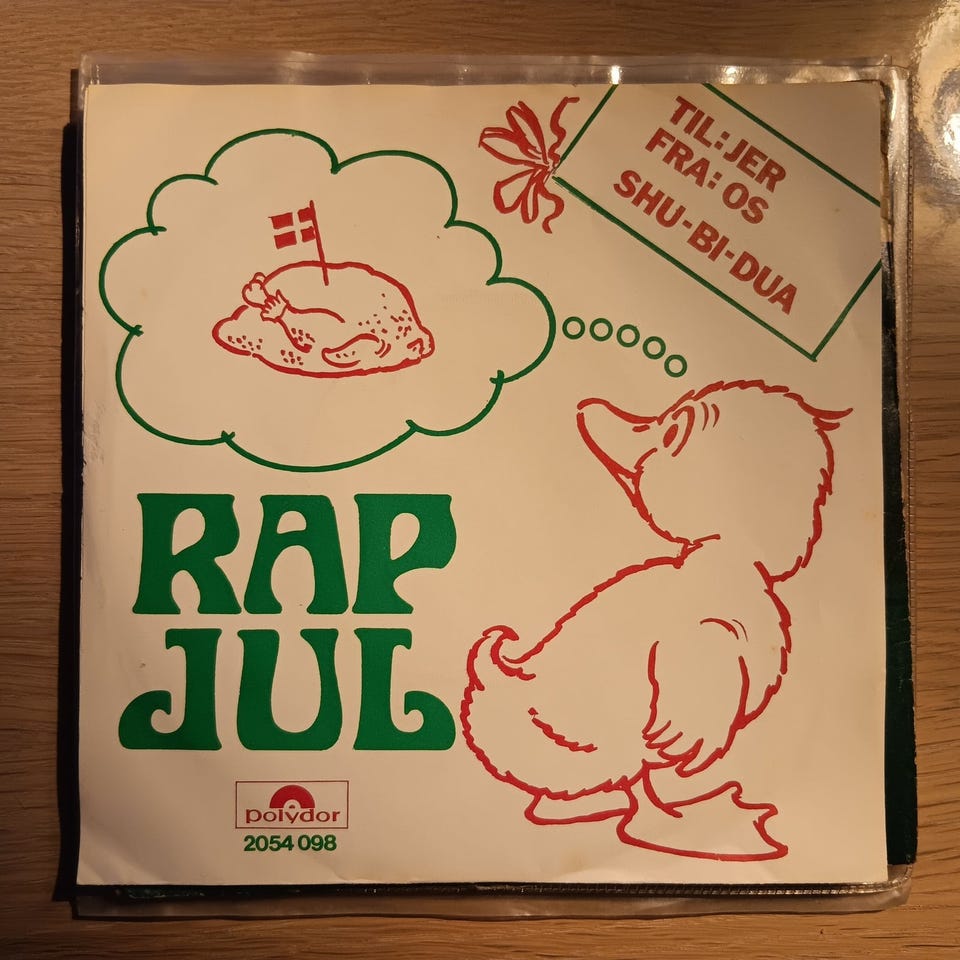 TIL: JER
FRA: OS
SHU-BI-DUA
RAP
JUL
polydor
2054 098